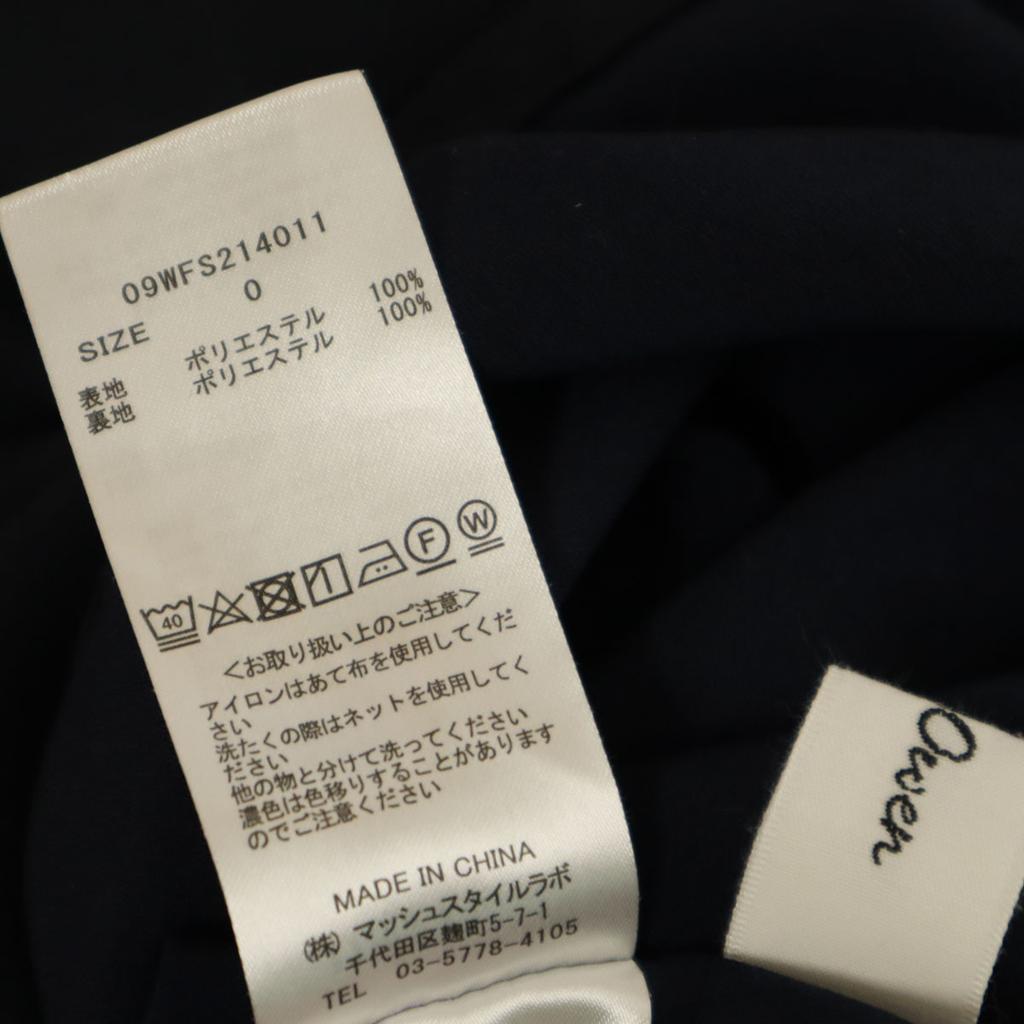 09WFS214011
SIZE 0
表地 ポリエステル 100%
裏地 ポリエステル 100%
40
F
W
<お取り扱い上のご注意>
アイロンはあて布を使用してくだ
さい
洗たくの際はネットを使用してく
ださい
他の物と分けて洗ってください
濃色は色移りすることがあります
のでご注意ください
MADE IN CHINA
(株) マッシュスタイルラボ
千代田区麹町5-7-1
TEL 03-5778-4105
Owen